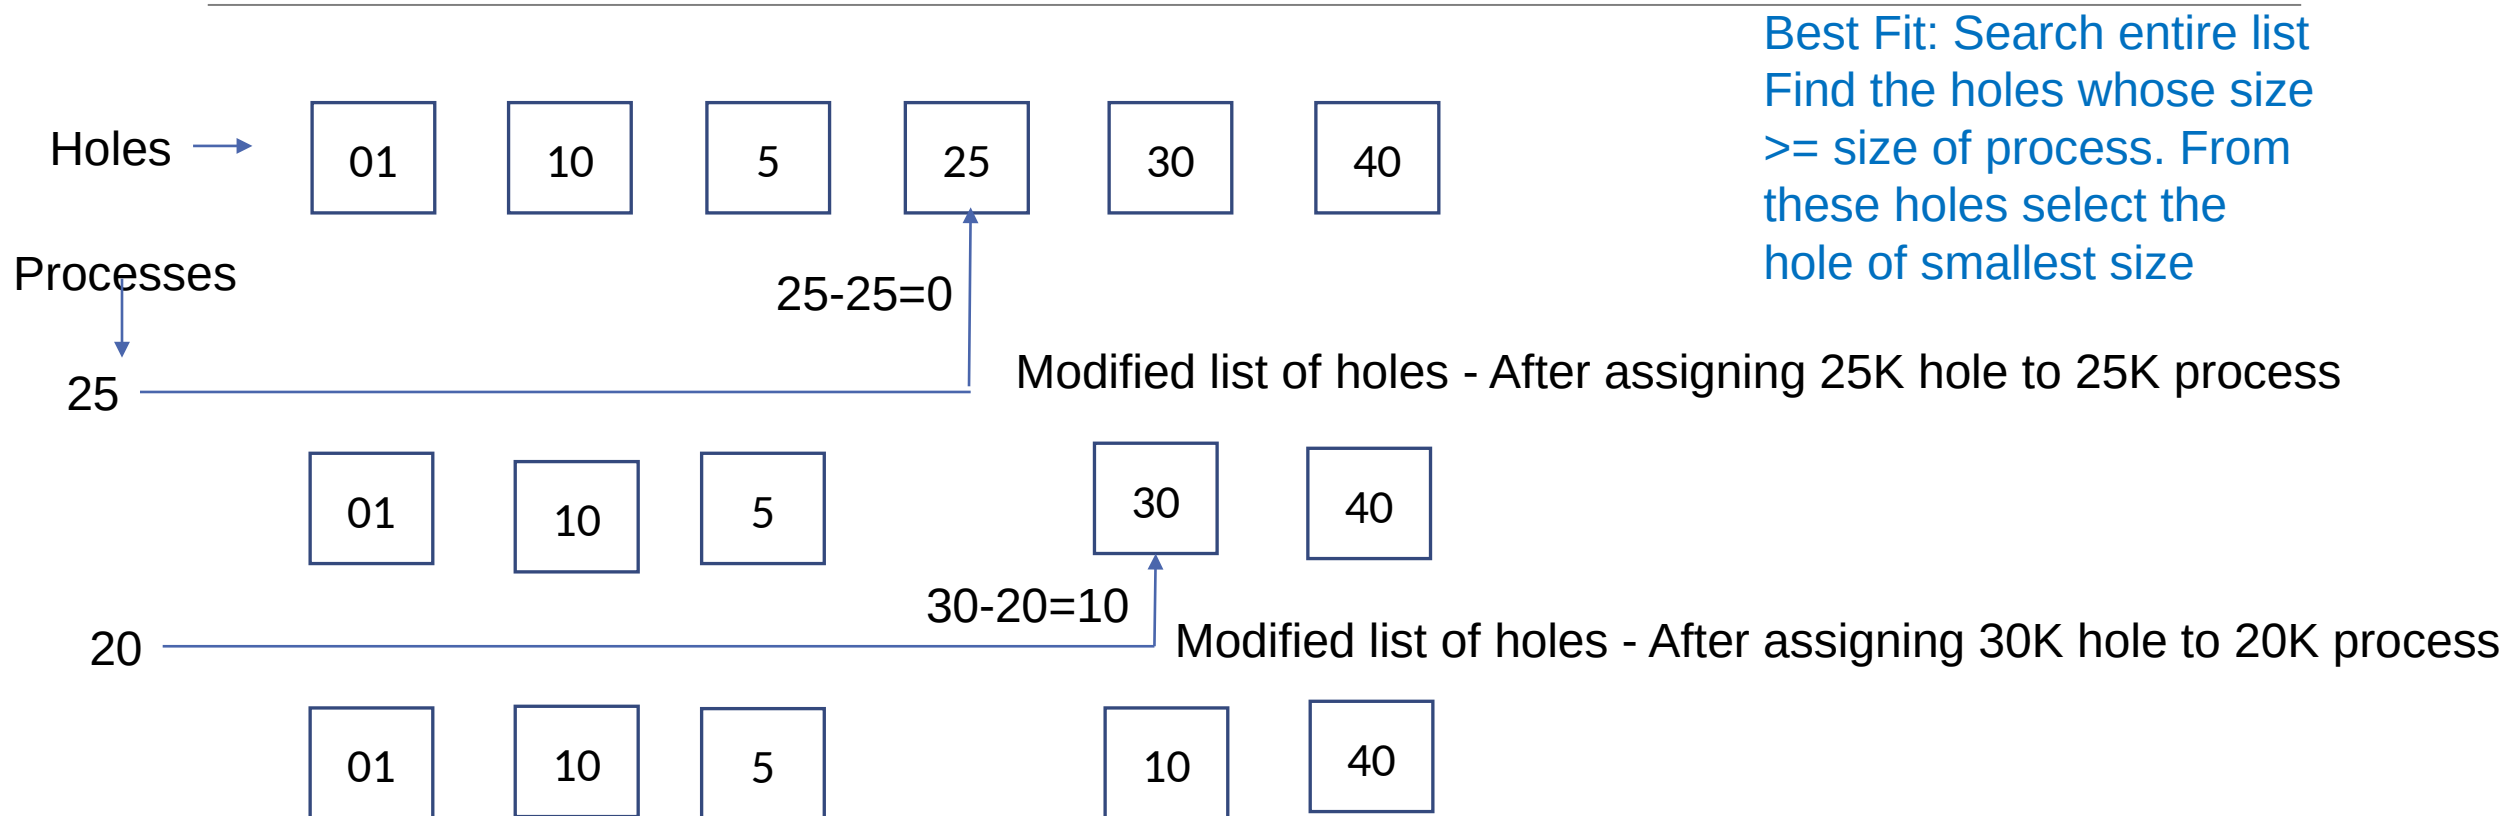 Best Fit: Search entire list
Find the holes whose size
>= size of process. From
these holes select the
hole of smallest size
Holes
01 10 5 25 30 40
Processes
25-25=0
25
Modified list of holes - After assigning 25K hole to 25K process
01 10 5 30 40
30-20=10
20
Modified list of holes - After assigning 30K hole to 20K process
01 10 5 10 40